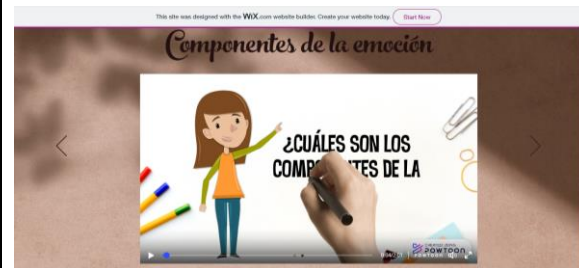 This site was designed with the WiX.com website builder. Create your website today. Start Now
Componentes de la emoción
¿CUÁLES SON LOS
COMP TES DE LA
POWTOON